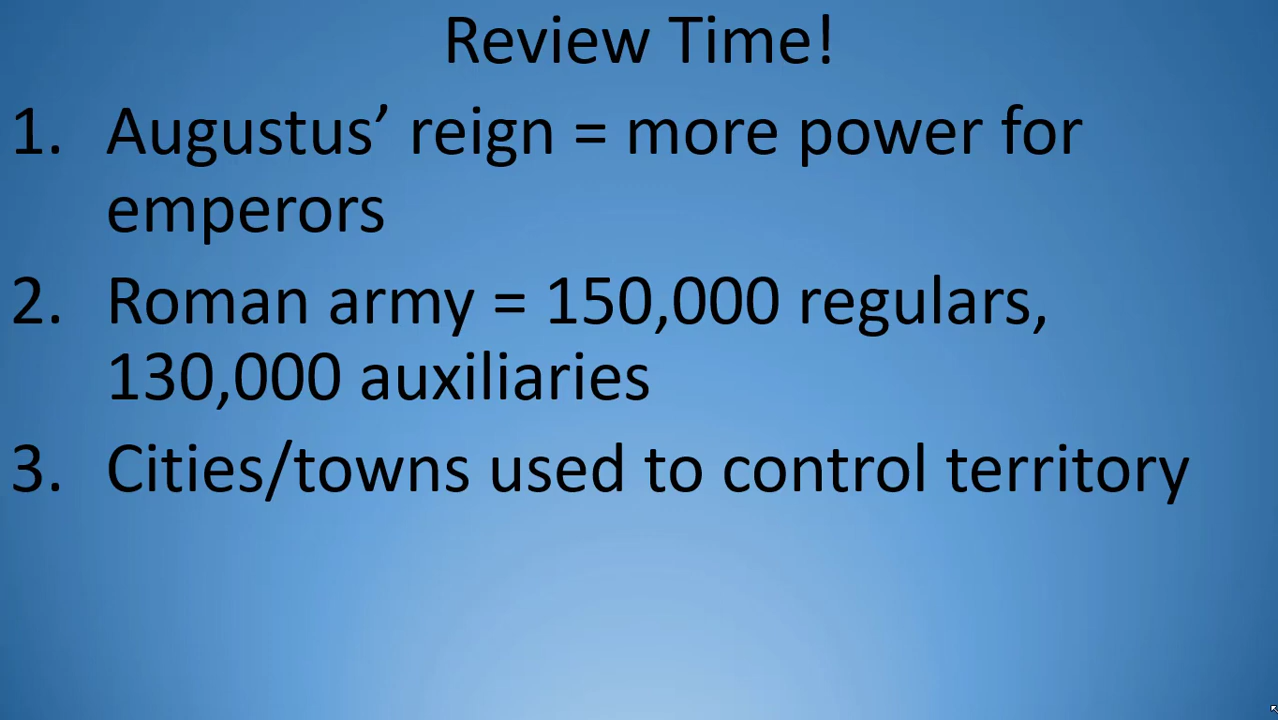 Review Time!
1. Augustus’ reign = more power for
emperors
2. Roman army = 150,000 regulars,
130,000 auxiliaries
3. Cities/towns used to control territory